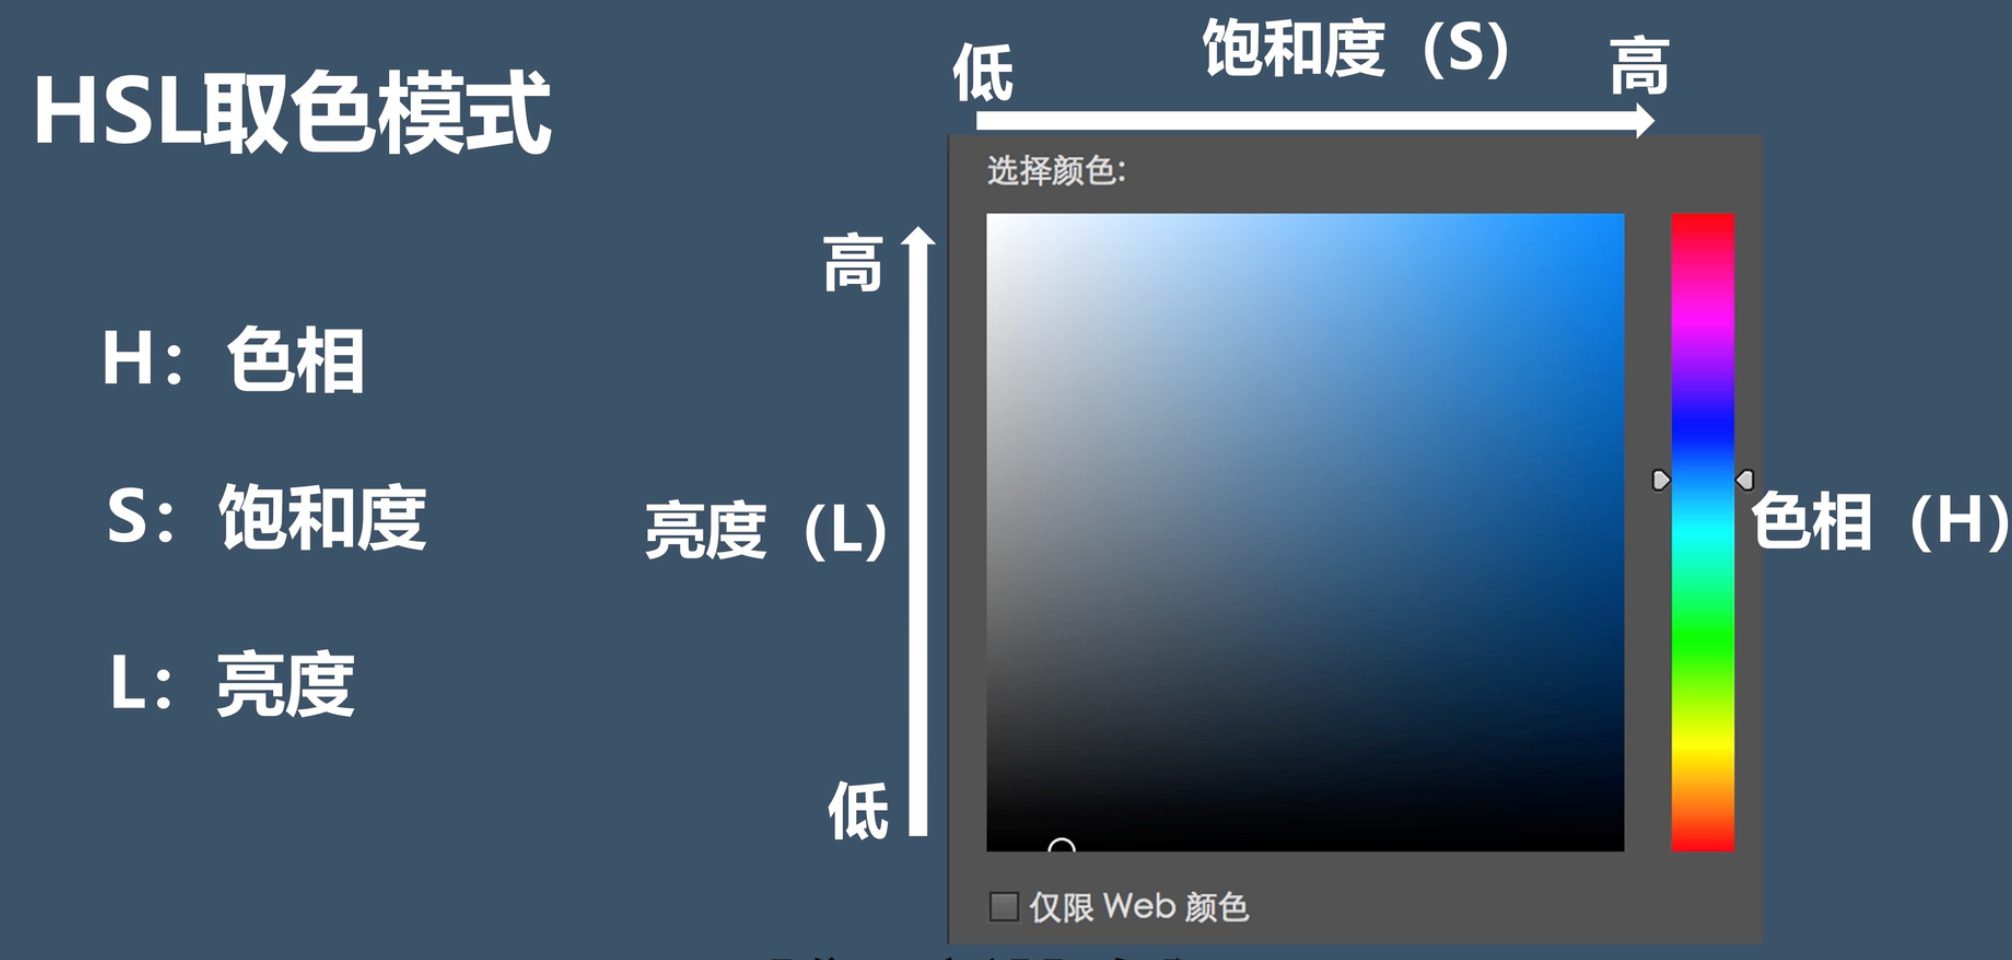 HSL取色模式
H：色相
S：饱和度
L：亮度
低
饱和度（S）
高
选择颜色:
高
亮度（L）
低
色相（H）
仅限 Web 颜色